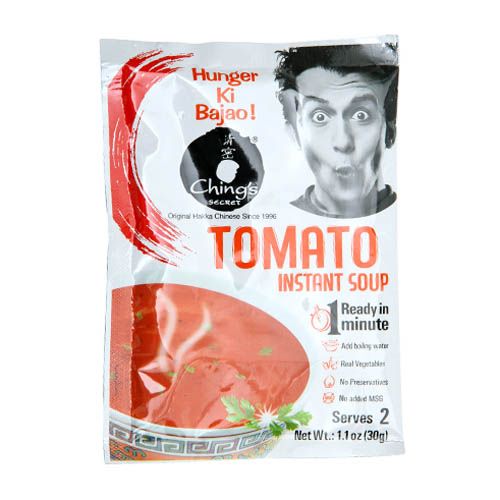 Hunger
Ki
Bajao!
®
Ching's
SECRET
Original Hakka Chinese Since 1996
TOMATO
INSTANT SOUP
1 Ready in
minute
Add boiling water
Real Vegetables
No Preservatives
No added MSG
Serves 2
Net Wt.: 1.1 oz (30g)